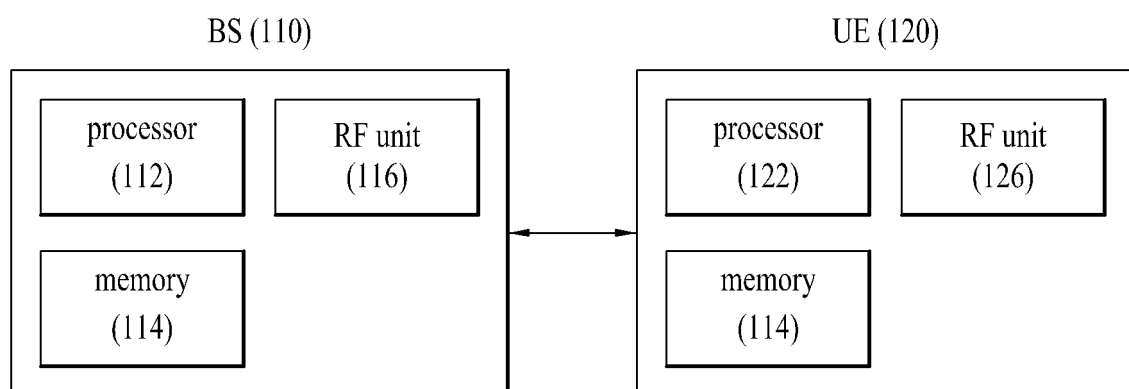 BS (110)
UE (120)
processor
(112)
RF unit
(116)
processor
(122)
RF unit
(126)
memory
(114)
memory
(114)